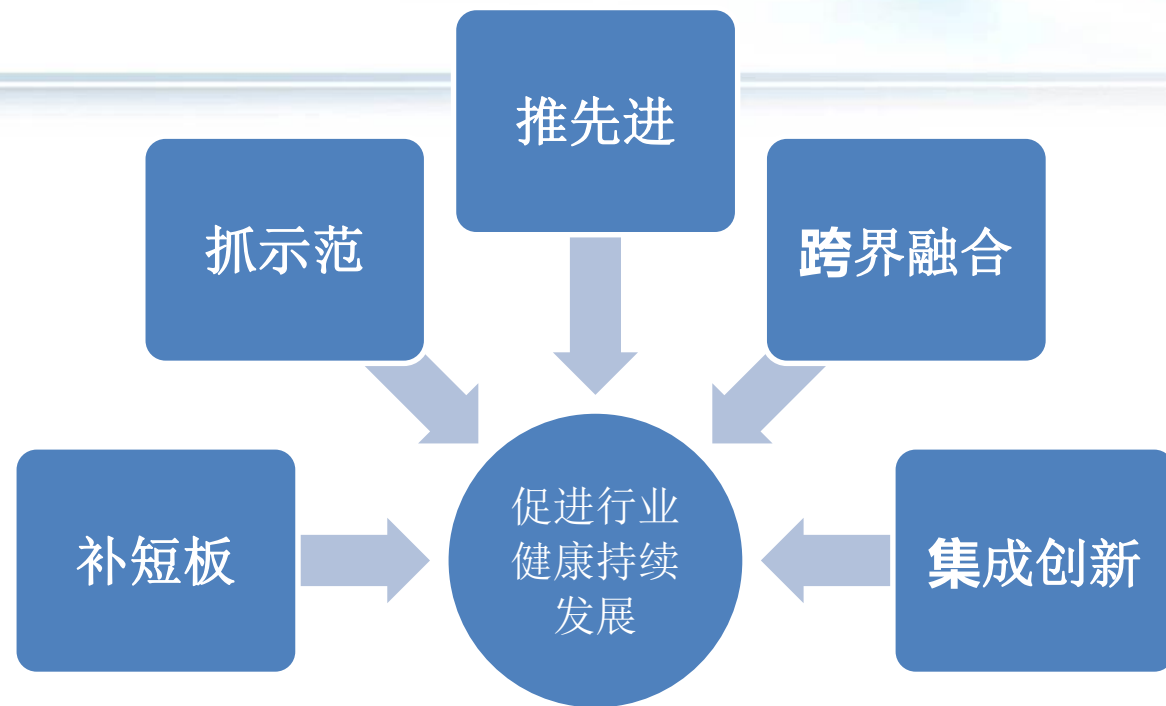 推先进
抓示范
跨界融合
补短板
促进行业
健康持续
发展
集成创新